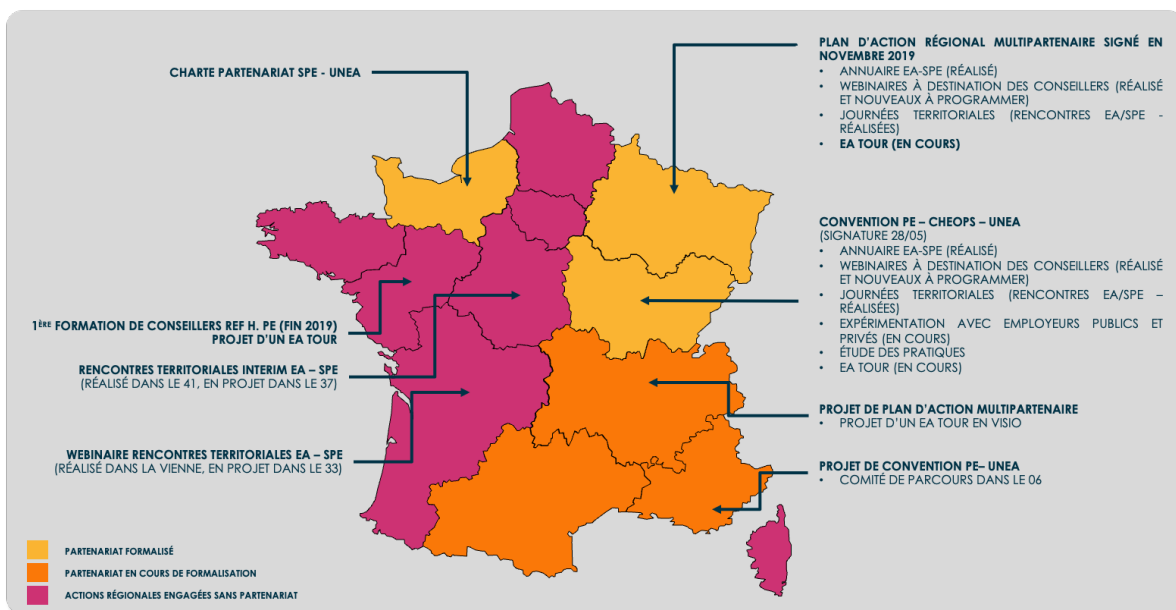 CHARTE PARTENARIAT SPE - UNEA
1ÈRE FORMATION DE CONSEILLERS REF H. PE (FIN 2019)
PROJET D'UN EA TOUR
RENCONTRES TERRITORIALES INTERIM EA – SPE
(RÉALISÉ DANS LE 41, EN PROJET DANS LE 37)
WEBINAIRE RENCONTRES TERRITORIALES EA – SPE
(RÉALISÉ DANS LA VIENNE, EN PROJET DANS LE 33)
PLAN D'ACTION RÉGIONAL MULTIPARTENAIRE SIGNÉ EN
NOVEMBRE 2019
• ANNUAIRE EA-SPE (RÉALISÉ)
• WEBINAIRES À DESTINATION DES CONSEILLERS (RÉALISÉ
ET NOUVEAUX À PROGRAMMER)
• JOURNÉES TERRITORIALES (RENCONTRES EA/SPE -
RÉALISÉES)
• EA TOUR (EN COURS)
CONVENTION PE – CHEOPS – UNEA
(SIGNATURE 28/05)
• ANNUAIRE EA-SPE (RÉALISÉ)
• WEBINAIRES À DESTINATION DES CONSEILLERS (RÉALISÉ
ET NOUVEAUX À PROGRAMMER)
• JOURNÉES TERRITORIALES (RENCONTRES EA/SPE –
RÉALISÉES)
• EXPÉRIMENTATION AVEC EMPLOYEURS PUBLICS ET
PRIVÉS (EN COURS)
• ÉTUDE DES PRATIQUES
• EA TOUR (EN COURS)
PROJET DE PLAN D'ACTION MULTIPARTENAIRE
• PROJET D'UN EA TOUR EN VISIO
PROJET DE CONVENTION PE– UNEA
• COMITÉ DE PARCOURS DANS LE 06
PARTENARIAT FORMALISÉ
PARTENARIAT EN COURS DE FORMALISATION
ACTIONS RÉGIONALES ENGAGÉES SANS PARTENARIAT